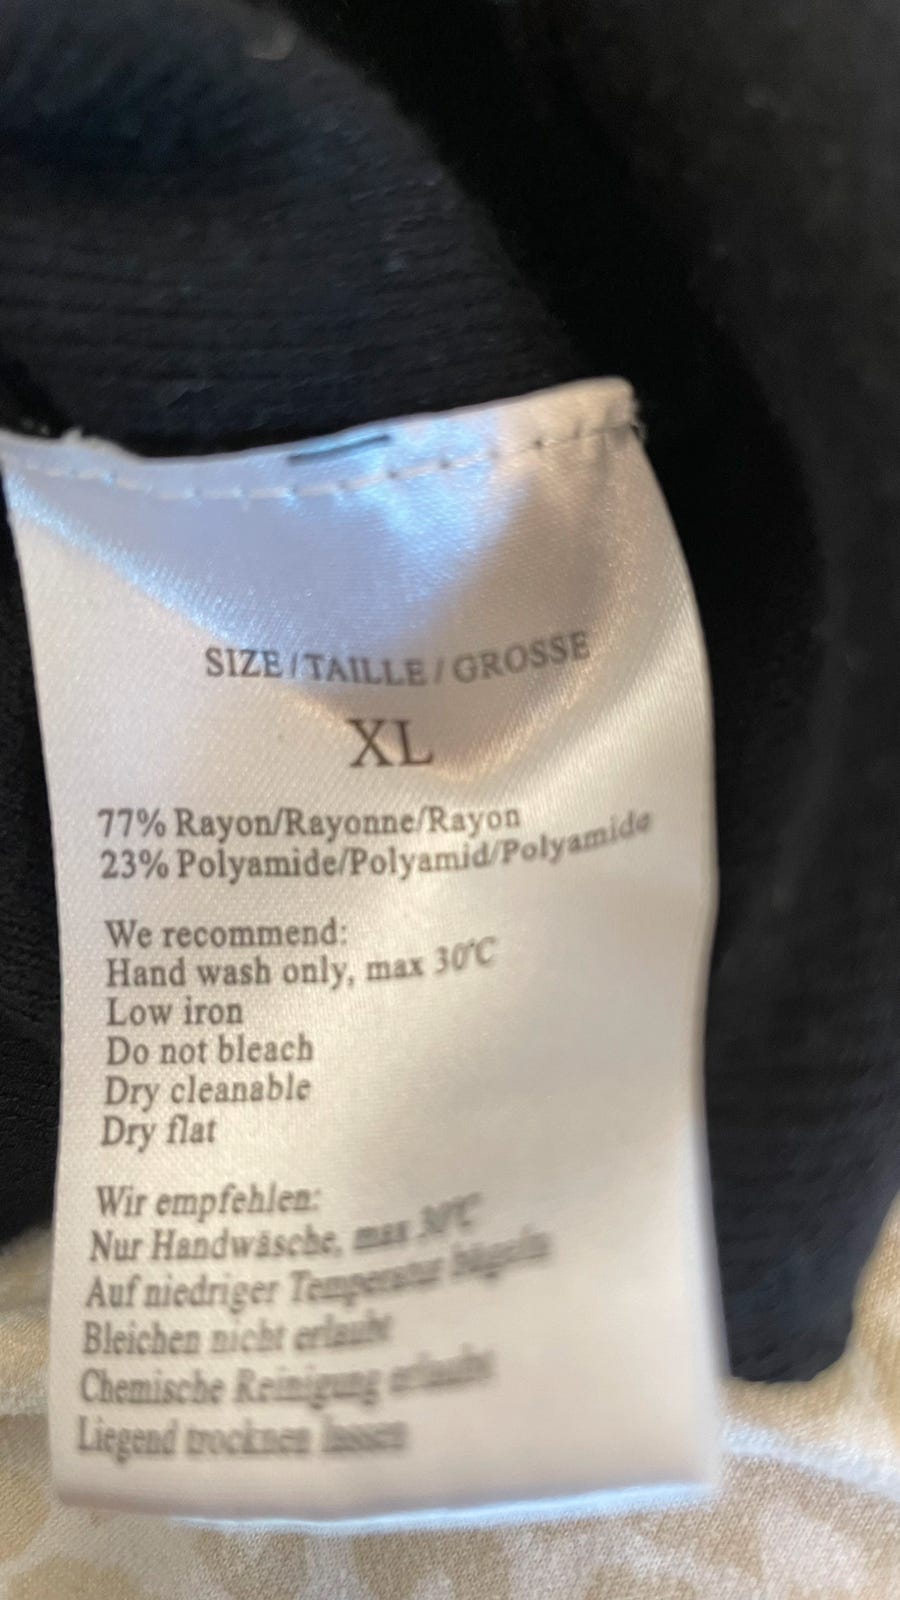 SIZE/TAILLE/GROSSE
XL
77% Rayon/Rayonne/Rayon
23% Polyamide/Polyamid/Polyamide
We recommend:
Hand wash only, max 30°C
Low iron
Do not bleach
Dry cleanable
Dry flat
Wir empfehlen:
Nur Handwäsche, max 30°C
Auf niedriger Temperatur bügeln
Bleichen nicht erlaubt
Chemische Reinigung erlaubt
Liegend trocknen lassen